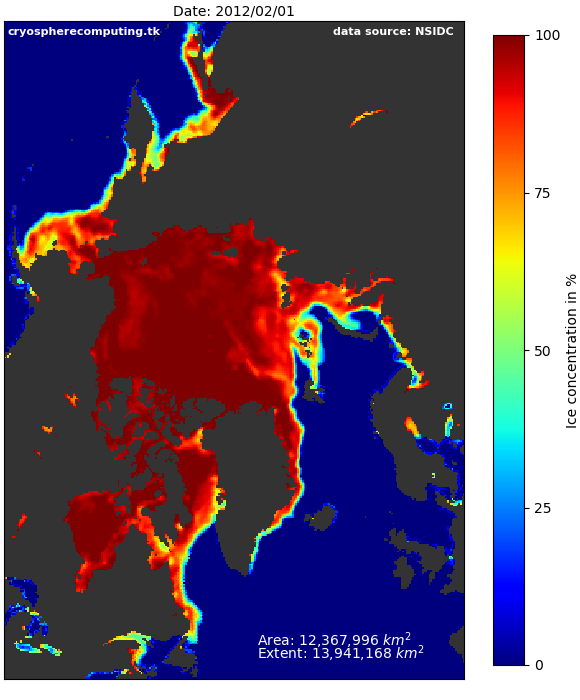 Date: 2012/02/01
cryospherecomputing.tk
data source: NSIDC
100
75
50
25
0
Ice concentration in %
Area: 12,367,996 km²
Extent: 13,941,168 km²